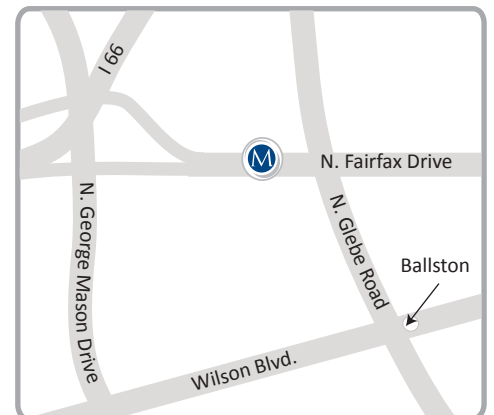 I 66
M
N. Fairfax Drive
N. George Mason Drive
N. Glebe Road
Ballston
Wilson Blvd.